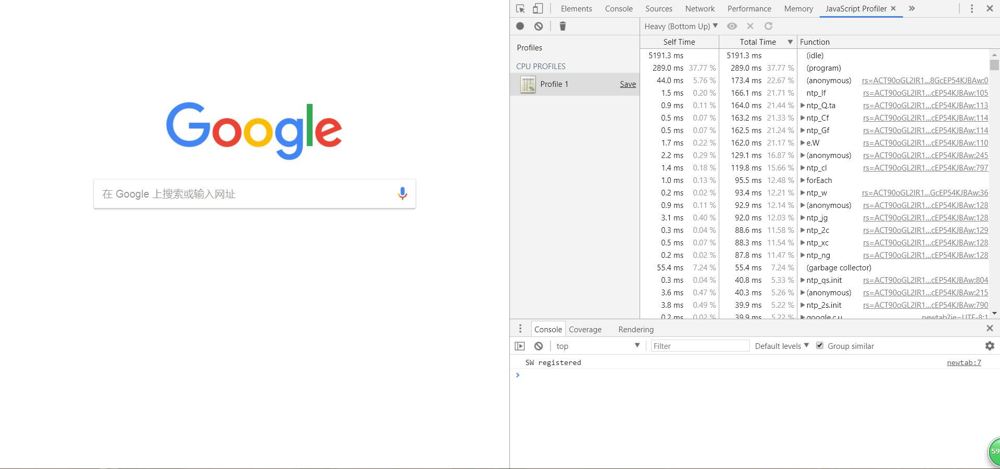 Google
在 Google 上搜索或输入网址
Elements Console Sources Network Performance Memory JavaScript Profiler
Heavy (Bottom Up)
Profiles
CPU PROFILES
Profile 1 Save
Self Time Total Time Function
5191.3 ms 5191.3 ms (idle)
289.0 ms 37.77 % 289.0 ms 37.77 % (program)
44.0 ms 5.76 % 173.4 ms 22.67 % (anonymous) rs=ACT90oGL2IR1…8GcEP54KJBAw:0
1.5 ms 0.20 % 166.1 ms 21.71 % ntp_lf rs=ACT90oGL2IR1…cEP54KJBAw:105
0.9 ms 0.11 % 164.0 ms 21.44 % ntp_Q.ta rs=ACT90oGL2IR1…cEP54KJBAw:113
0.5 ms 0.07 % 163.2 ms 21.33 % ntp_Cf rs=ACT90oGL2IR1…cEP54KJBAw:114
0.5 ms 0.07 % 162.5 ms 21.24 % ntp_Gf rs=ACT90oGL2IR1…cEP54KJBAw:114
1.7 ms 0.22 % 162.0 ms 21.17 % e.W rs=ACT90oGL2IR1…cEP54KJBAw:110
2.2 ms 0.29 % 129.1 ms 16.87 % (anonymous) rs=ACT90oGL2IR1…cEP54KJBAw:245
1.4 ms 0.18 % 119.8 ms 15.66 % ntp_cl rs=ACT90oGL2IR1…cEP54KJBAw:797
1.0 ms 0.13 % 95.5 ms 12.48 % forEach
0.2 ms 0.02 % 93.4 ms 12.21 % ntp_w rs=ACT90oGL2IR1…GcEP54KJBAw:36
0.9 ms 0.11 % 92.9 ms 12.14 % (anonymous) rs=ACT90oGL2IR1…cEP54KJBAw:128
3.1 ms 0.40 % 92.0 ms 12.03 % ntp_jg rs=ACT90oGL2IR1…cEP54KJBAw:128
0.3 ms 0.04 % 88.6 ms 11.58 % ntp_2c rs=ACT90oGL2IR1…cEP54KJBAw:129
0.5 ms 0.07 % 88.3 ms 11.54 % ntp_xc rs=ACT90oGL2IR1…cEP54KJBAw:128
0.2 ms 0.02 % 87.8 ms 11.47 % ntp_ng rs=ACT90oGL2IR1…cEP54KJBAw:128
55.4 ms 7.24 % 55.4 ms 7.24 % (garbage collector)
0.3 ms 0.04 % 40.8 ms 5.33 % ntp_qs.init rs=ACT90oGL2IR1…cEP54KJBAw:804
3.6 ms 0.47 % 40.3 ms 5.26 % (anonymous) rs=ACT90oGL2IR1…cEP54KJBAw:215
3.8 ms 0.49 % 39.9 ms 5.22 % ntp_2s.init rs=ACT90oGL2IR1…cEP54KJBAw:790
0.2 ms 0.02 % 39.9 ms 5.22 % google.c.u newtab?ie=UTF-8:1
Console Coverage Rendering
top Filter Default levels Group similar
SW registered newtab:7
59